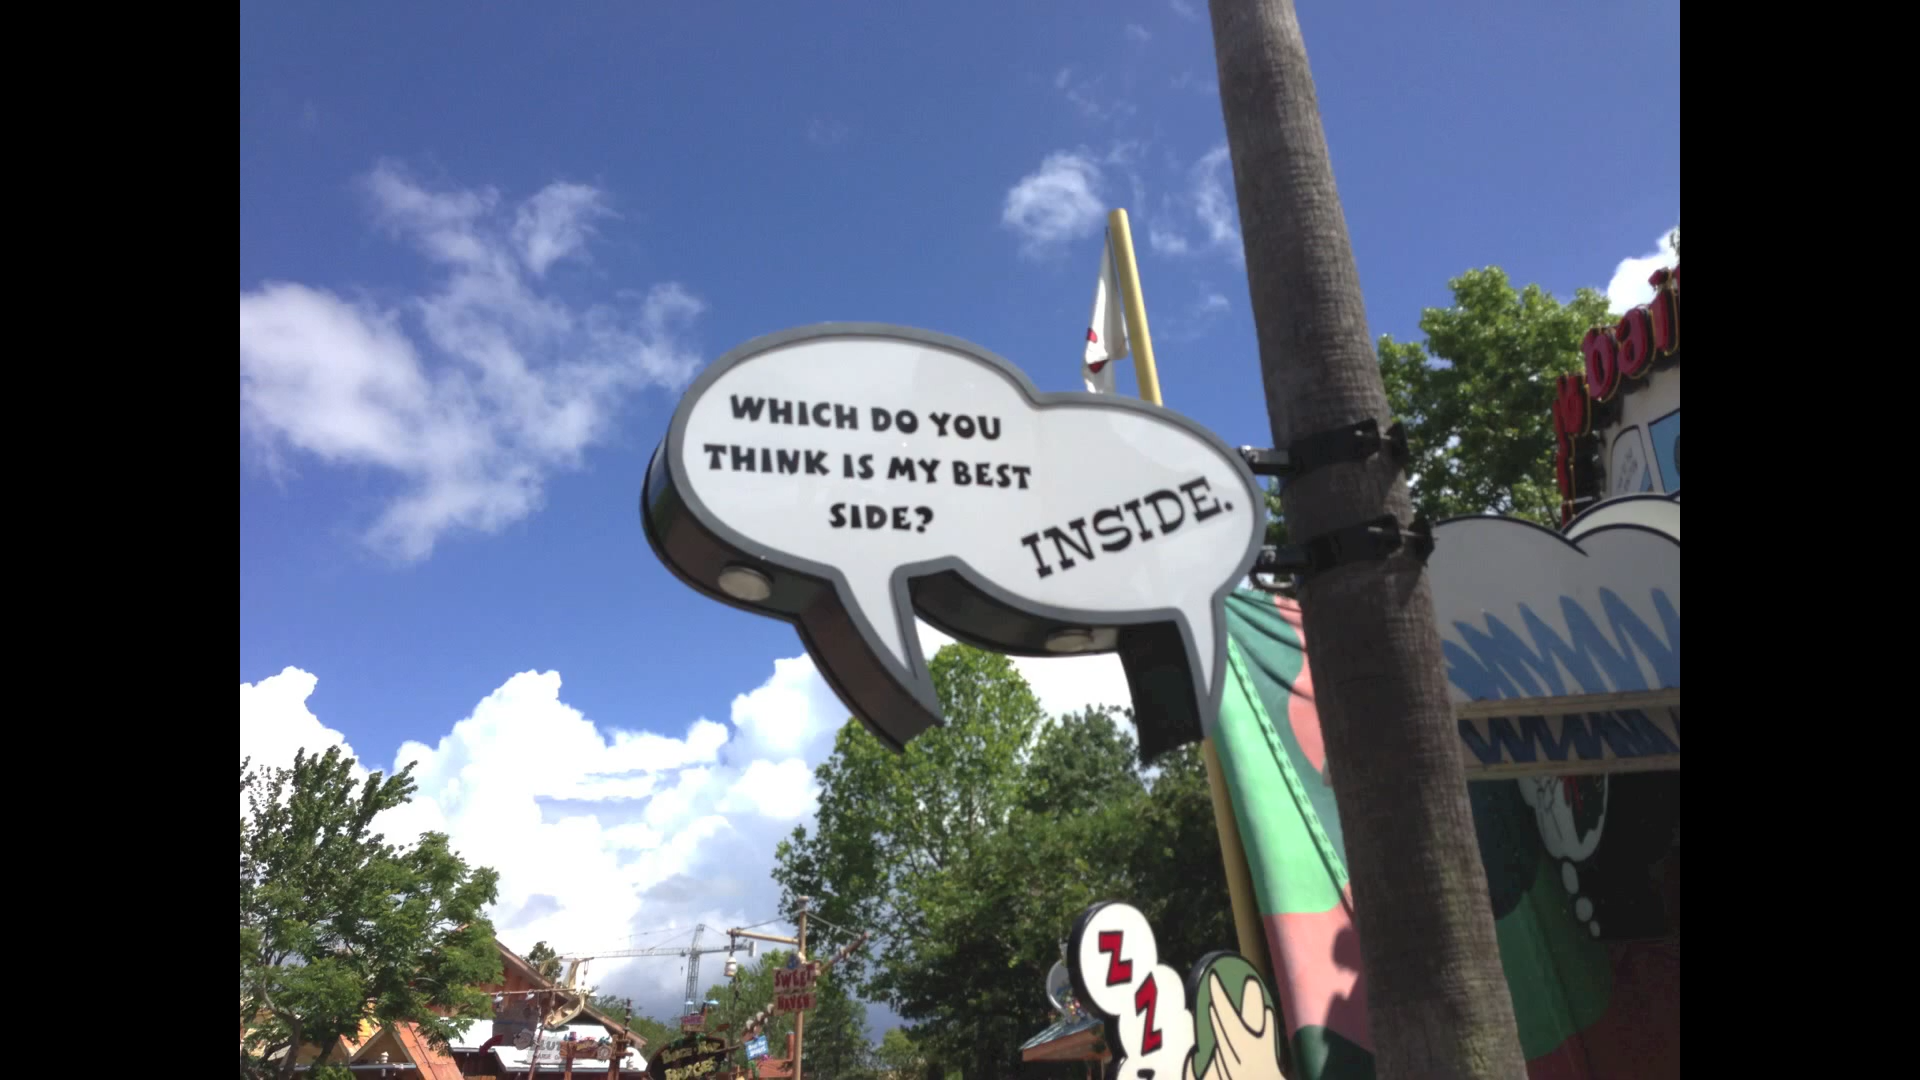 WHICH DO YOU
THINK IS MY BEST
SIDE?
INSIDE.
Z
Z
Z
SWEET
HAVEN